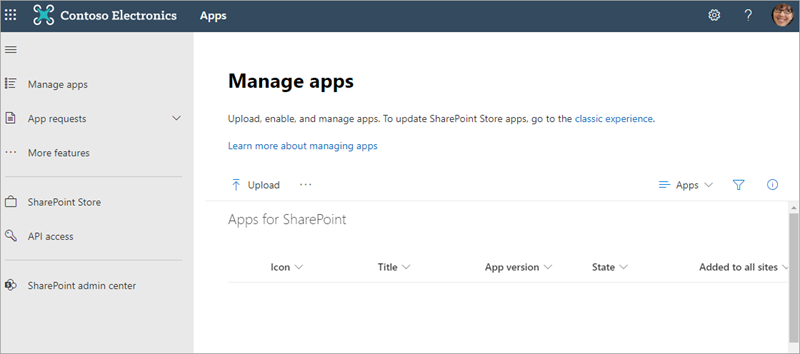 Contoso Electronics Apps ?
Manage apps
App requests
More features
SharePoint Store
API access
SharePoint admin center
Manage apps
Upload, enable, and manage apps. To update SharePoint Store apps, go to the classic experience.
Learn more about managing apps
Upload ··· Apps
Apps for SharePoint
Icon Title App version State Added to all sites